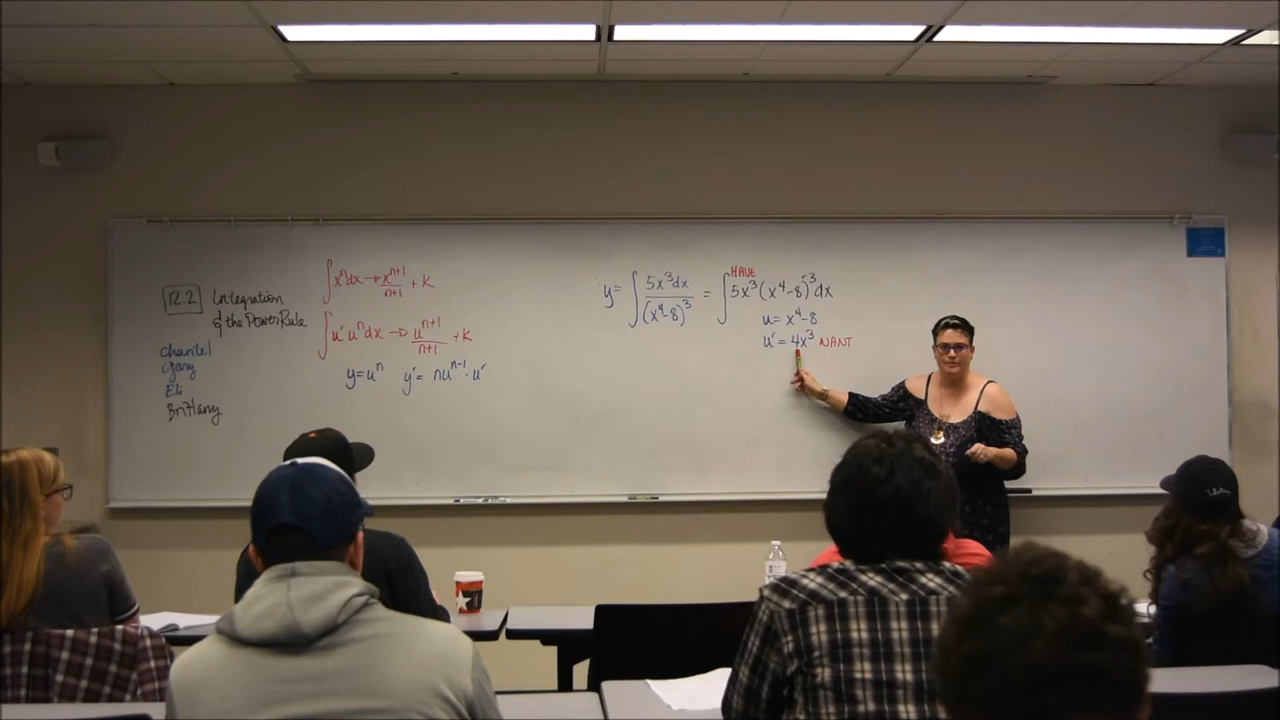 12.2 Integration
& the Power Rule
Chantel
Gary
Eli
Brittany
∫xⁿdx → xⁿ⁺¹/n+1 + K
∫u′uⁿdx → uⁿ⁺¹/n+1 + K
y=uⁿ y′= nuⁿ⁻¹·u′
y= ∫ 5x³dx/(x⁴-8)³ = ∫5x³(x⁴-8)⁻³dx
HAVE
u= x⁴-8
u′ = 4x³ WANT